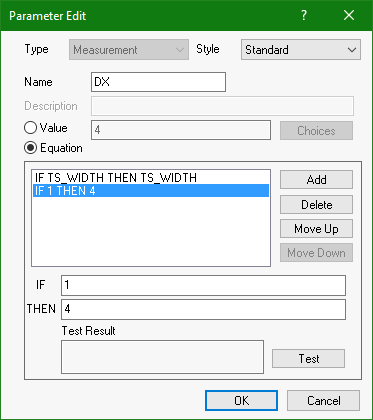 Parameter Edit
Type Measurement Style Standard
Name DX
Description
Value 4 Choices
Equation
IF TS_WIDTH THEN TS_WIDTH
IF 1 THEN 4
Add
Delete
Move Up
Move Down
IF 1
THEN 4
Test Result
Test
OK Cancel